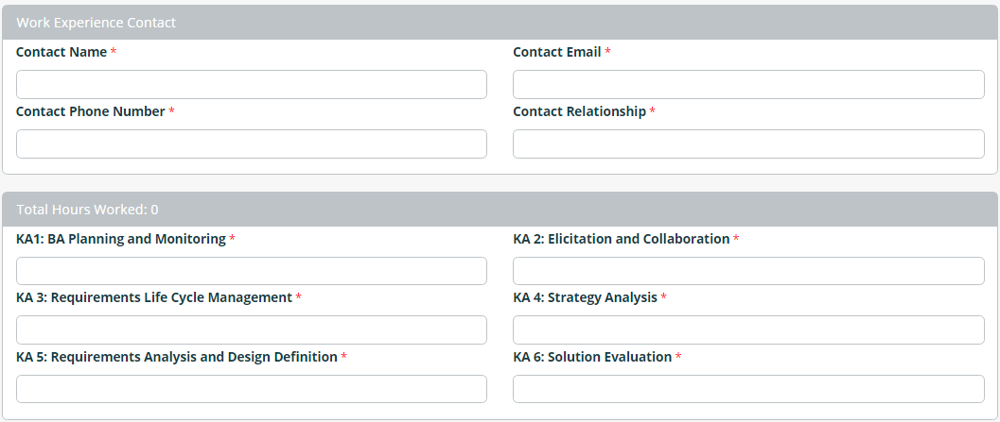 Work Experience Contact
Contact Name *
Contact Email *
Contact Phone Number *
Contact Relationship *
Total Hours Worked: 0
KA1: BA Planning and Monitoring *
KA 2: Elicitation and Collaboration *
KA 3: Requirements Life Cycle Management *
KA 4: Strategy Analysis *
KA 5: Requirements Analysis and Design Definition *
KA 6: Solution Evaluation *